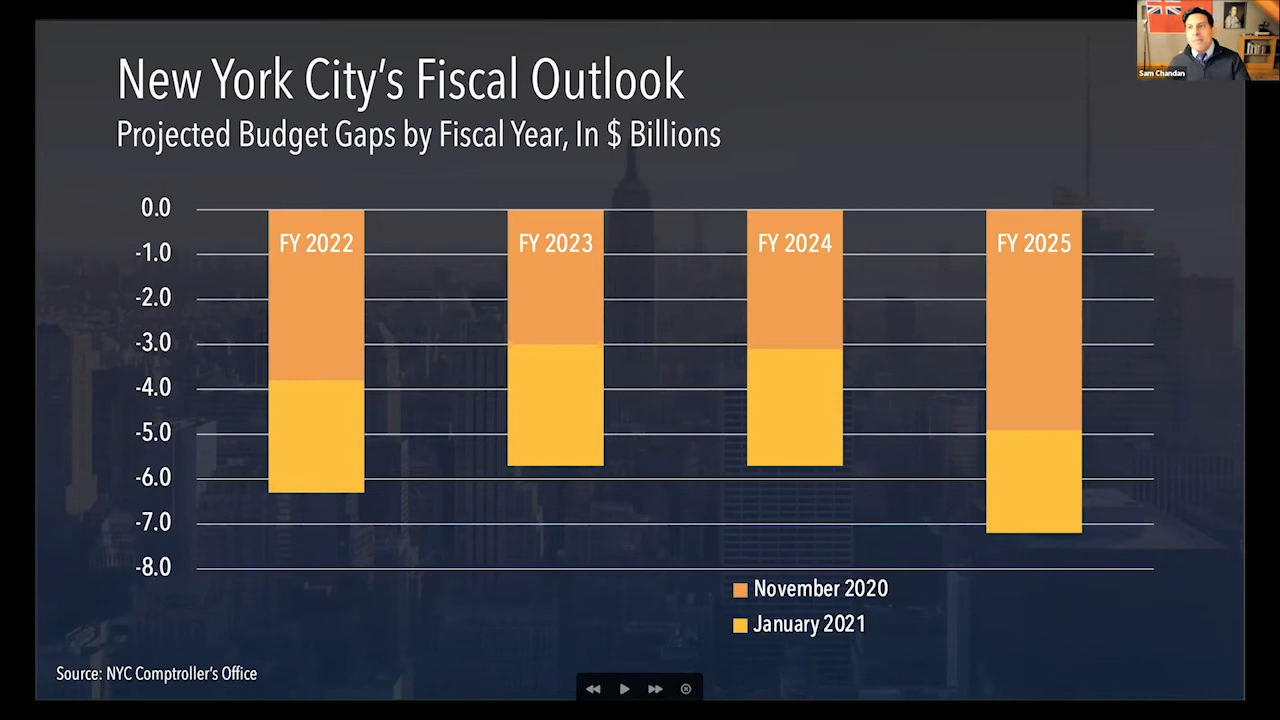 Sam Chandan
New York City's Fiscal Outlook
Projected Budget Gaps by Fiscal Year, In $ Billions
0.0
-1.0
-2.0
-3.0
-4.0
-5.0
-6.0
-7.0
-8.0
FY 2022
FY 2023
FY 2024
FY 2025
November 2020
January 2021
Source: NYC Comptroller's Office